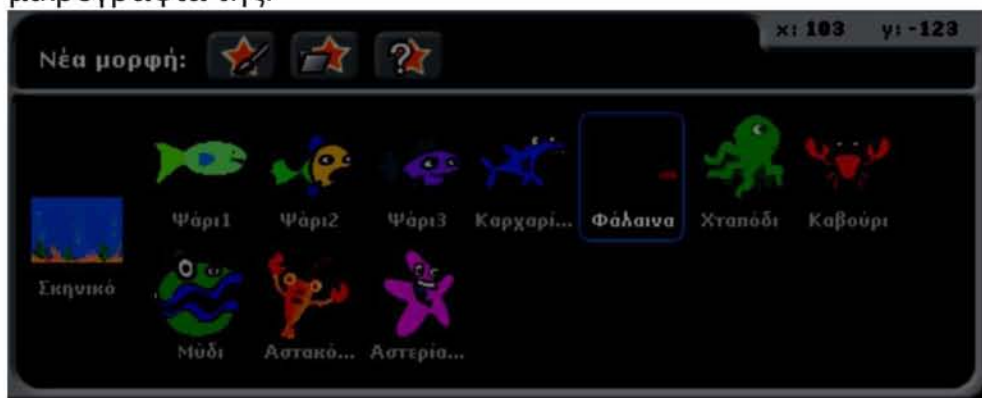 x: 103 y: -123
Νέα μορφή:
Ψάρι1 Ψάρι2 Ψάρι3 Καρχαρί... Φάλαινα Χταπόδι Καβούρι
Σκηνικό
Μύδι Αστακό... Αστερία...